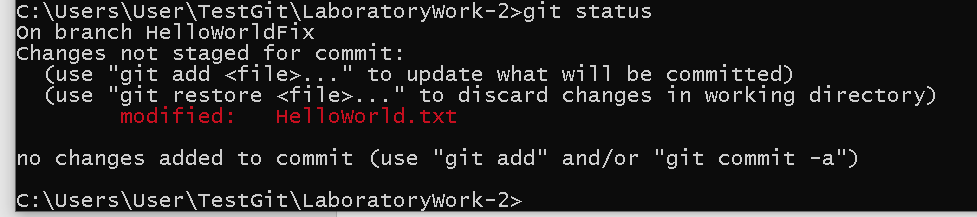 C:\Users\User\TestGit\LaboratoryWork-2>git status
On branch HelloWorldFix
Changes not staged for commit:
  (use "git add <file>..." to update what will be committed)
  (use "git restore <file>..." to discard changes in working directory)
        modified:   HelloWorld.txt
no changes added to commit (use "git add" and/or "git commit -a")
C:\Users\User\TestGit\LaboratoryWork-2>